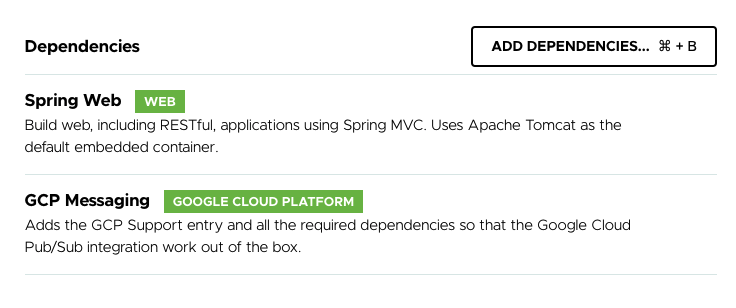 Dependencies
ADD DEPENDENCIES... ⌘ + B
Spring Web WEB
Build web, including RESTful, applications using Spring MVC. Uses Apache Tomcat as the
default embedded container.
GCP Messaging GOOGLE CLOUD PLATFORM
Adds the GCP Support entry and all the required dependencies so that the Google Cloud
Pub/Sub integration work out of the box.